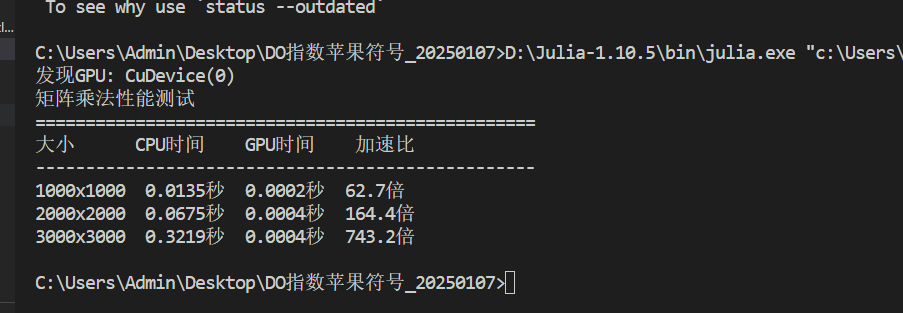 To see why use `status --outdated`
C:\Users\Admin\Desktop\DO指数苹果符号_20250107>D:\Julia-1.10.5\bin\julia.exe "c:\Users\
发现GPU: CuDevice(0)
矩阵乘法性能测试
==================================================
大小 CPU时间 GPU时间 加速比
--------------------------------------------------
1000x1000 0.0135秒 0.0002秒 62.7倍
2000x2000 0.0675秒 0.0004秒 164.4倍
3000x3000 0.3219秒 0.0004秒 743.2倍
C:\Users\Admin\Desktop\DO指数苹果符号_20250107>